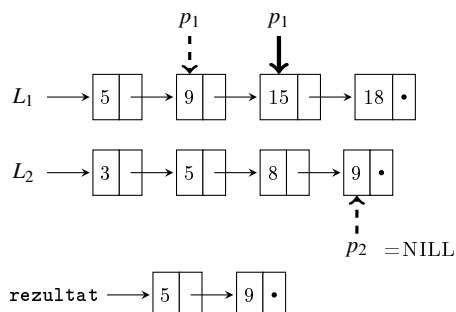 p₁ p₁
L₁ 5 9 15 18
L₂ 3 5 8 9
p₂ =NILL
rezultat 5 9